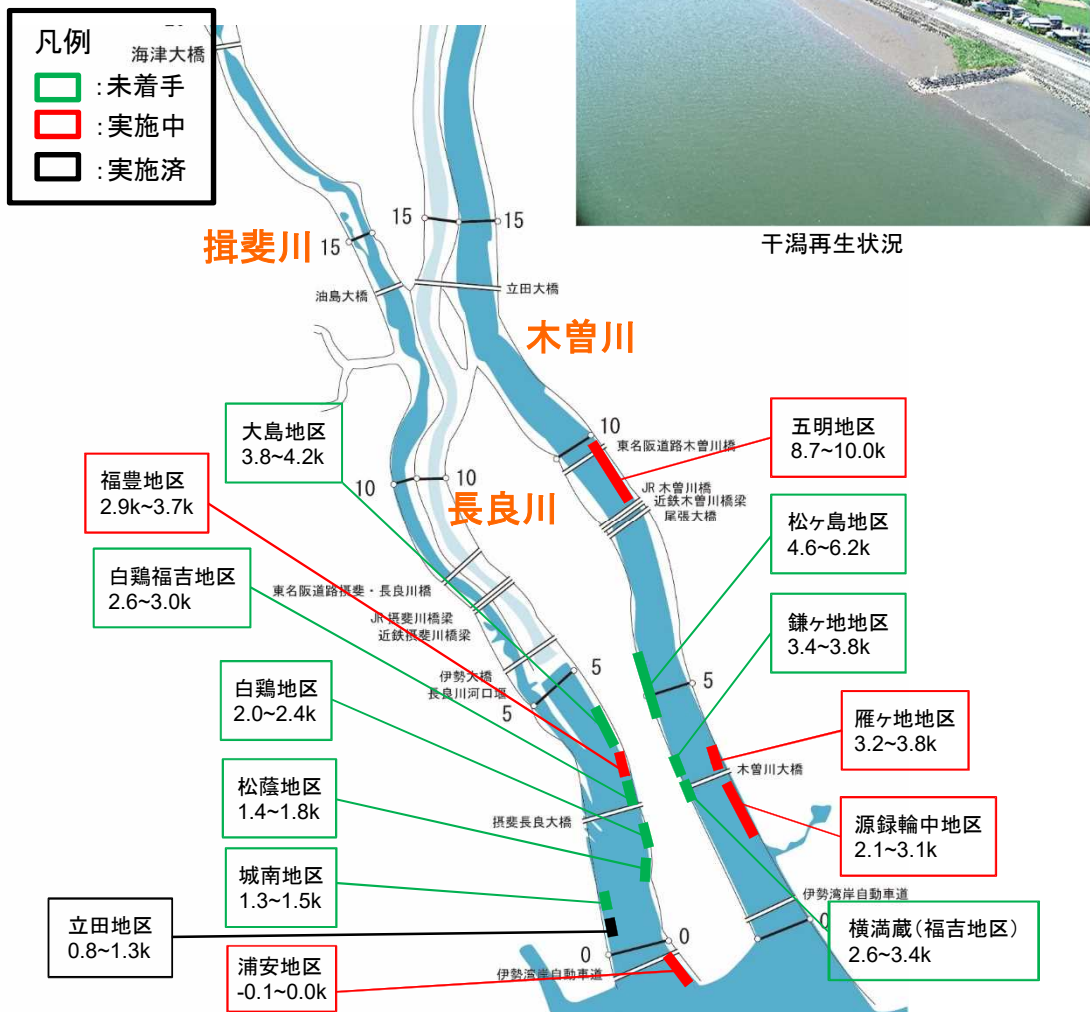 凡例
:未着手
:実施中
:実施済
海津大橋
干潟再生状況
15
15
15
揖斐川
油島大橋
立田大橋
木曽川
大島地区
3.8~4.2k
五明地区
8.7~10.0k
10
東名阪道路木曽川橋
福豊地区
2.9k~3.7k
10
10
長良川
JR 木曽川橋
近鉄木曽川橋梁
尾張大橋
松ヶ島地区
4.6~6.2k
白鶏福吉地区
2.6~3.0k
東名阪道路摂斐・長良川橋
JR 摂斐川橋梁
近鉄摂斐川橋梁
鎌ヶ地地区
3.4~3.8k
伊勢大橋
長良川河口堰
5
5
5
白鶏地区
2.0~2.4k
雁ヶ地地区
3.2~3.8k
木曽川大橋
松蔭地区
1.4~1.8k
摂斐長良大橋
源録輪中地区
2.1~3.1k
城南地区
1.3~1.5k
伊勢湾岸自動車道
立田地区
0.8~1.3k
0
0
0
横満蔵(福吉地区)
2.6~3.4k
浦安地区
-0.1~0.0k
伊勢湾岸自動車道